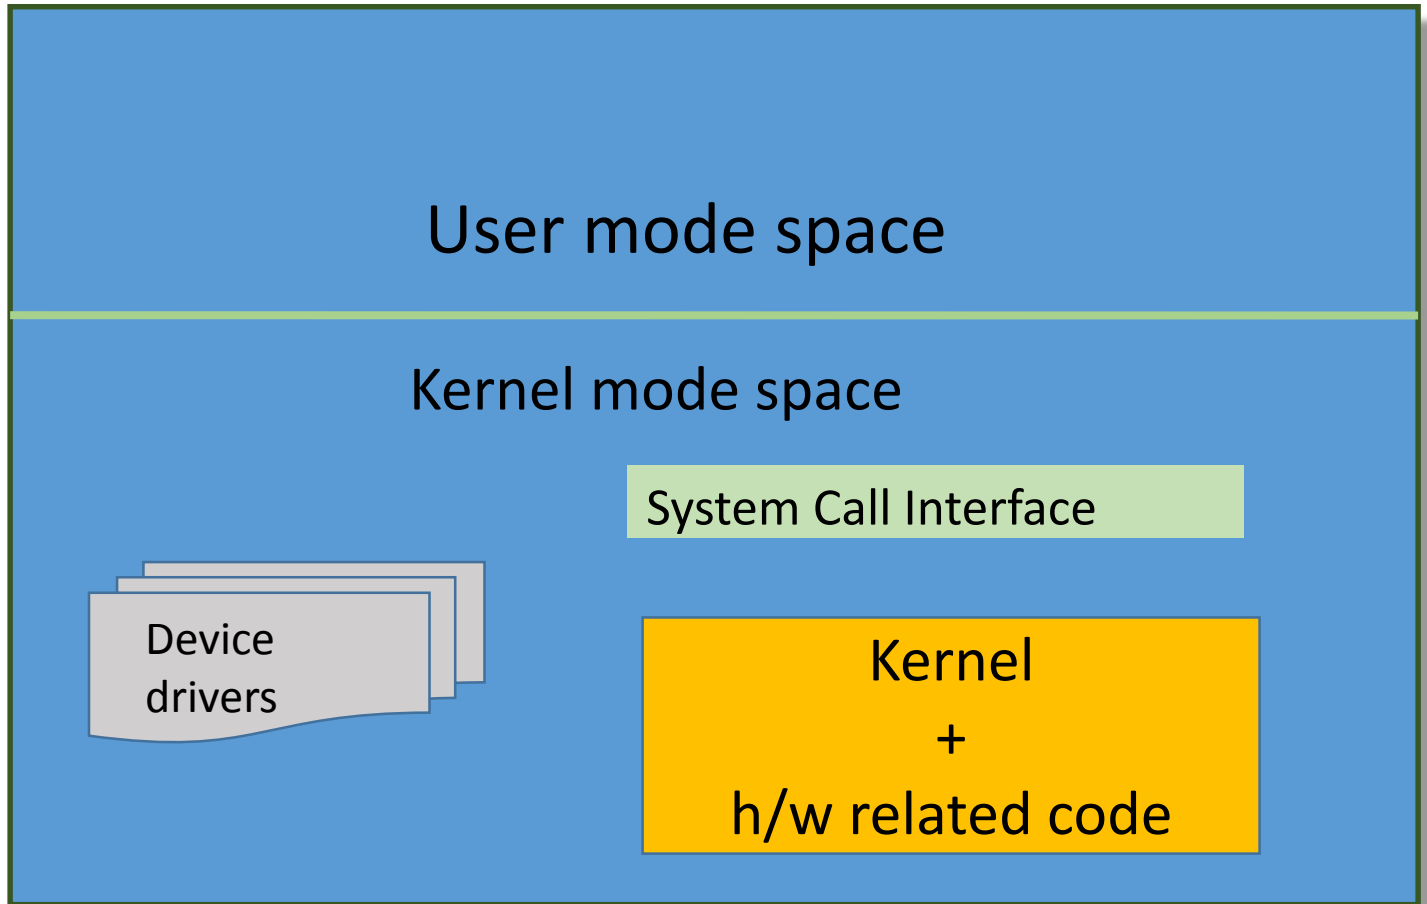 User mode space
Kernel mode space
System Call Interface
Device
drivers
Kernel
+
h/w related code